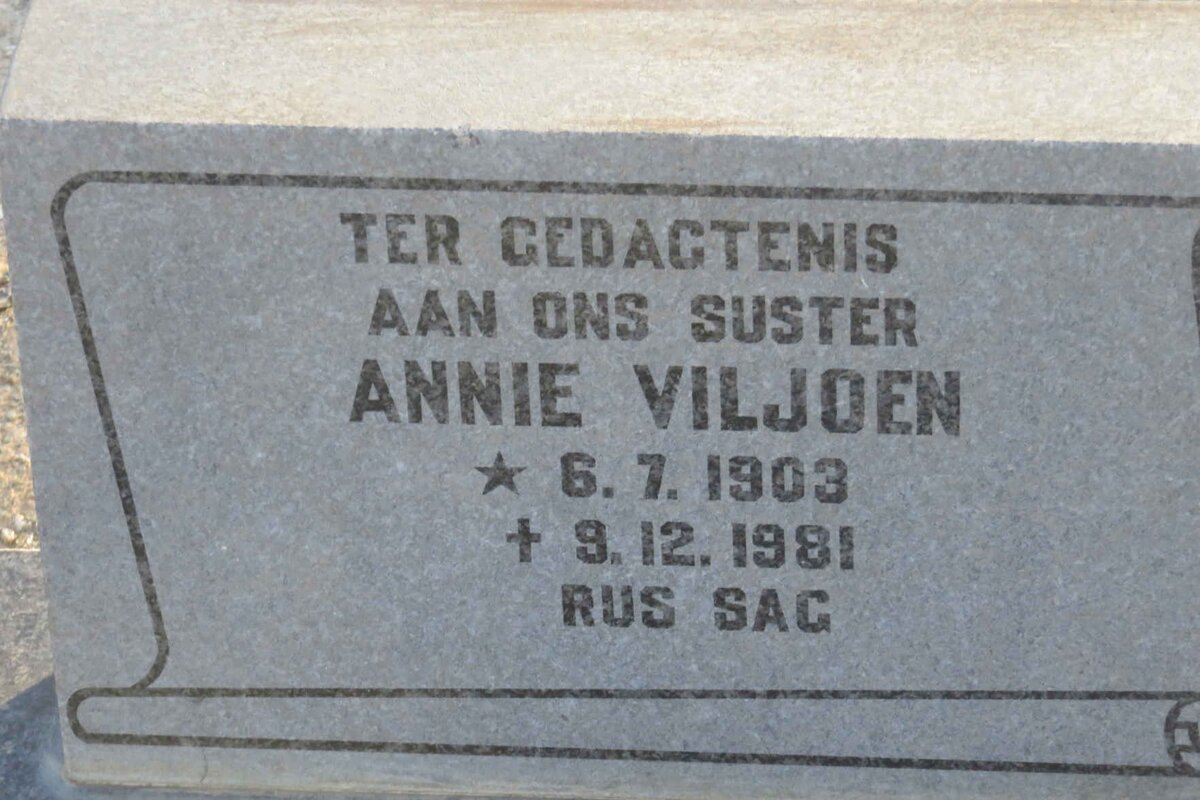 TER GEDAGTENIS
AAN ONS SUSTER
ANNIE VILJOEN
★ 6. 7. 1903
✝ 9. 12. 1981
RUS SAG